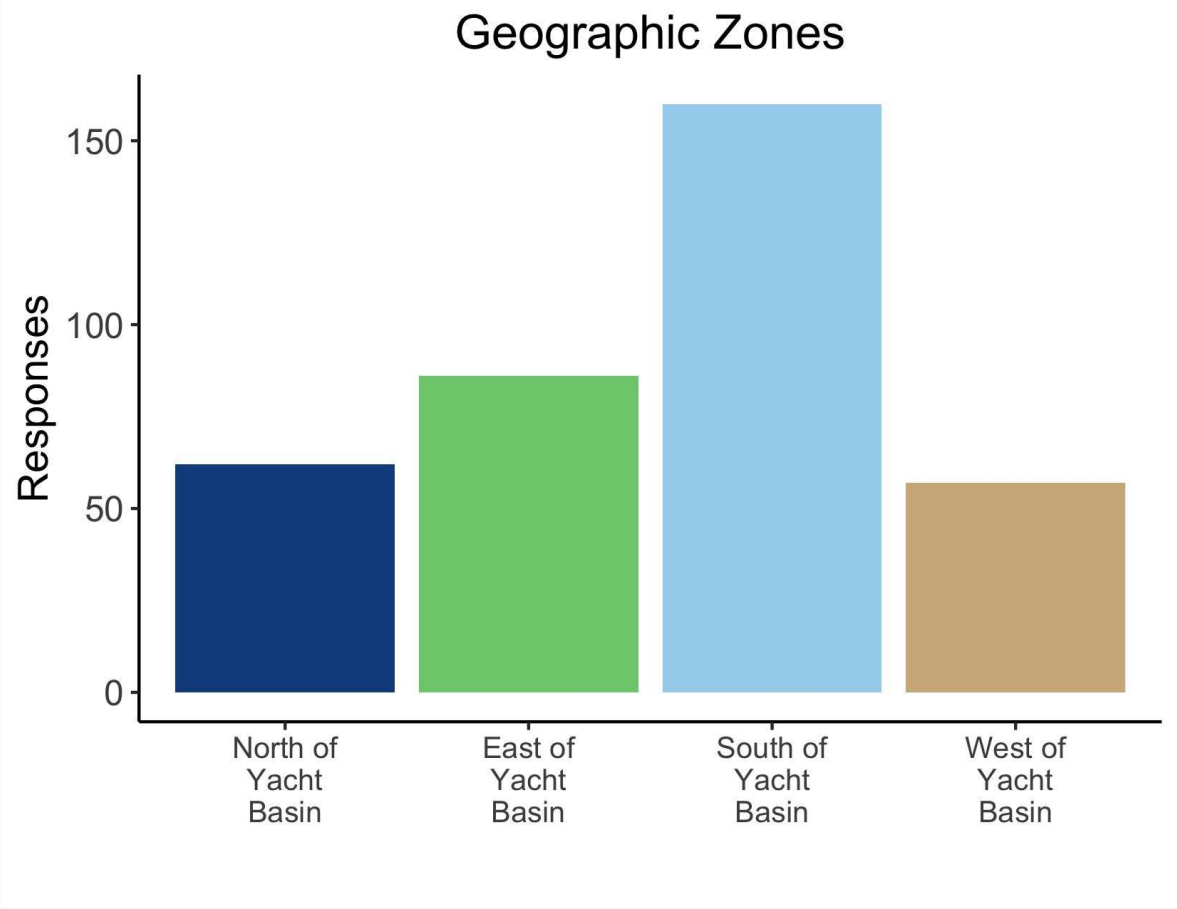 Geographic Zones
150
100
50
0
Responses
North of
Yacht
Basin
East of
Yacht
Basin
South of
Yacht
Basin
West of
Yacht
Basin